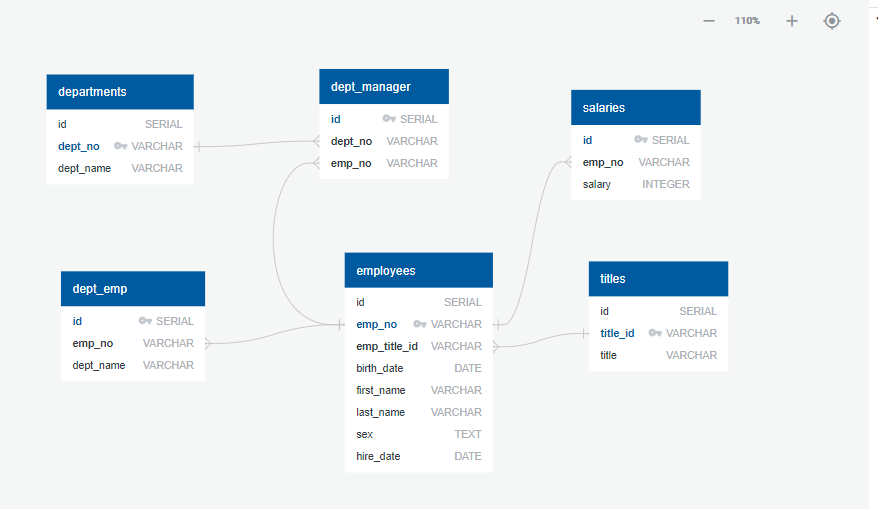 110%
departments
id SERIAL
dept_no VARCHAR
dept_name VARCHAR
dept_manager
id SERIAL
dept_no VARCHAR
emp_no VARCHAR
salaries
id SERIAL
emp_no VARCHAR
salary INTEGER
dept_emp
id SERIAL
emp_no VARCHAR
dept_name VARCHAR
employees
id SERIAL
emp_no VARCHAR
emp_title_id VARCHAR
birth_date DATE
first_name VARCHAR
last_name VARCHAR
sex TEXT
hire_date DATE
titles
id SERIAL
title_id VARCHAR
title VARCHAR